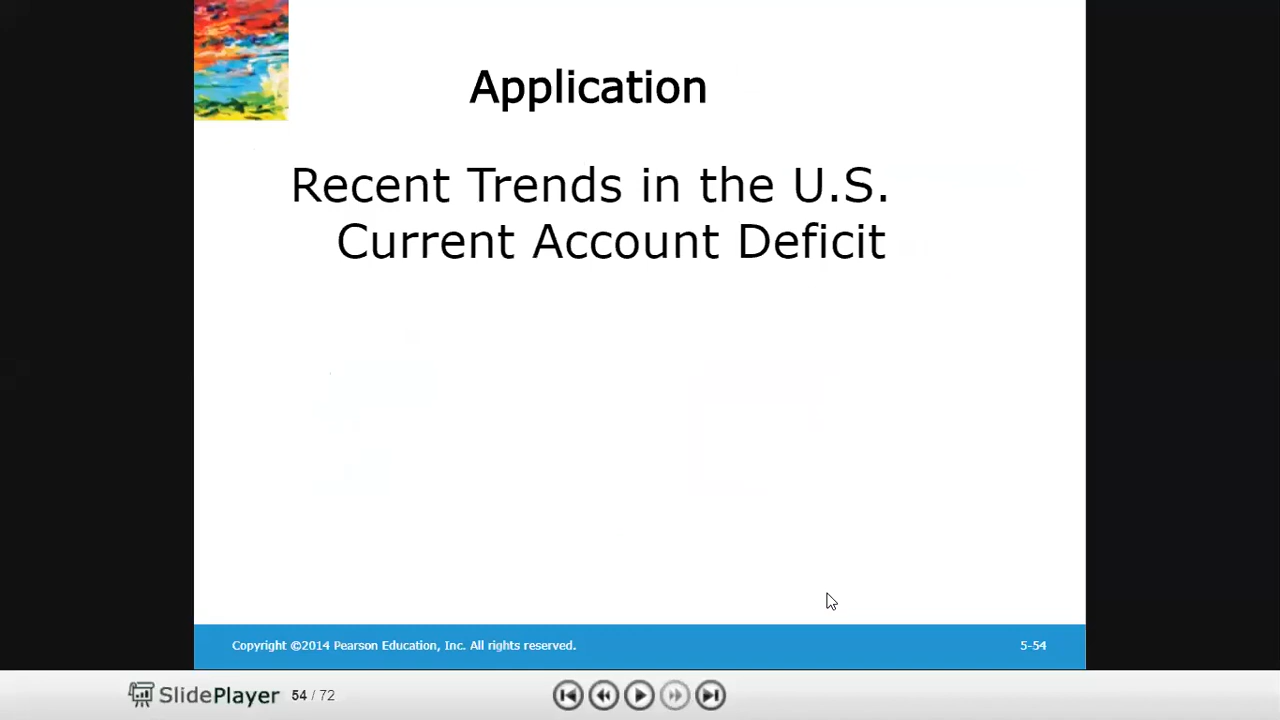 Application
Recent Trends in the U.S.
Current Account Deficit
Copyright ©2014 Pearson Education, Inc. All rights reserved.
5-54
SlidePlayer
54 / 72